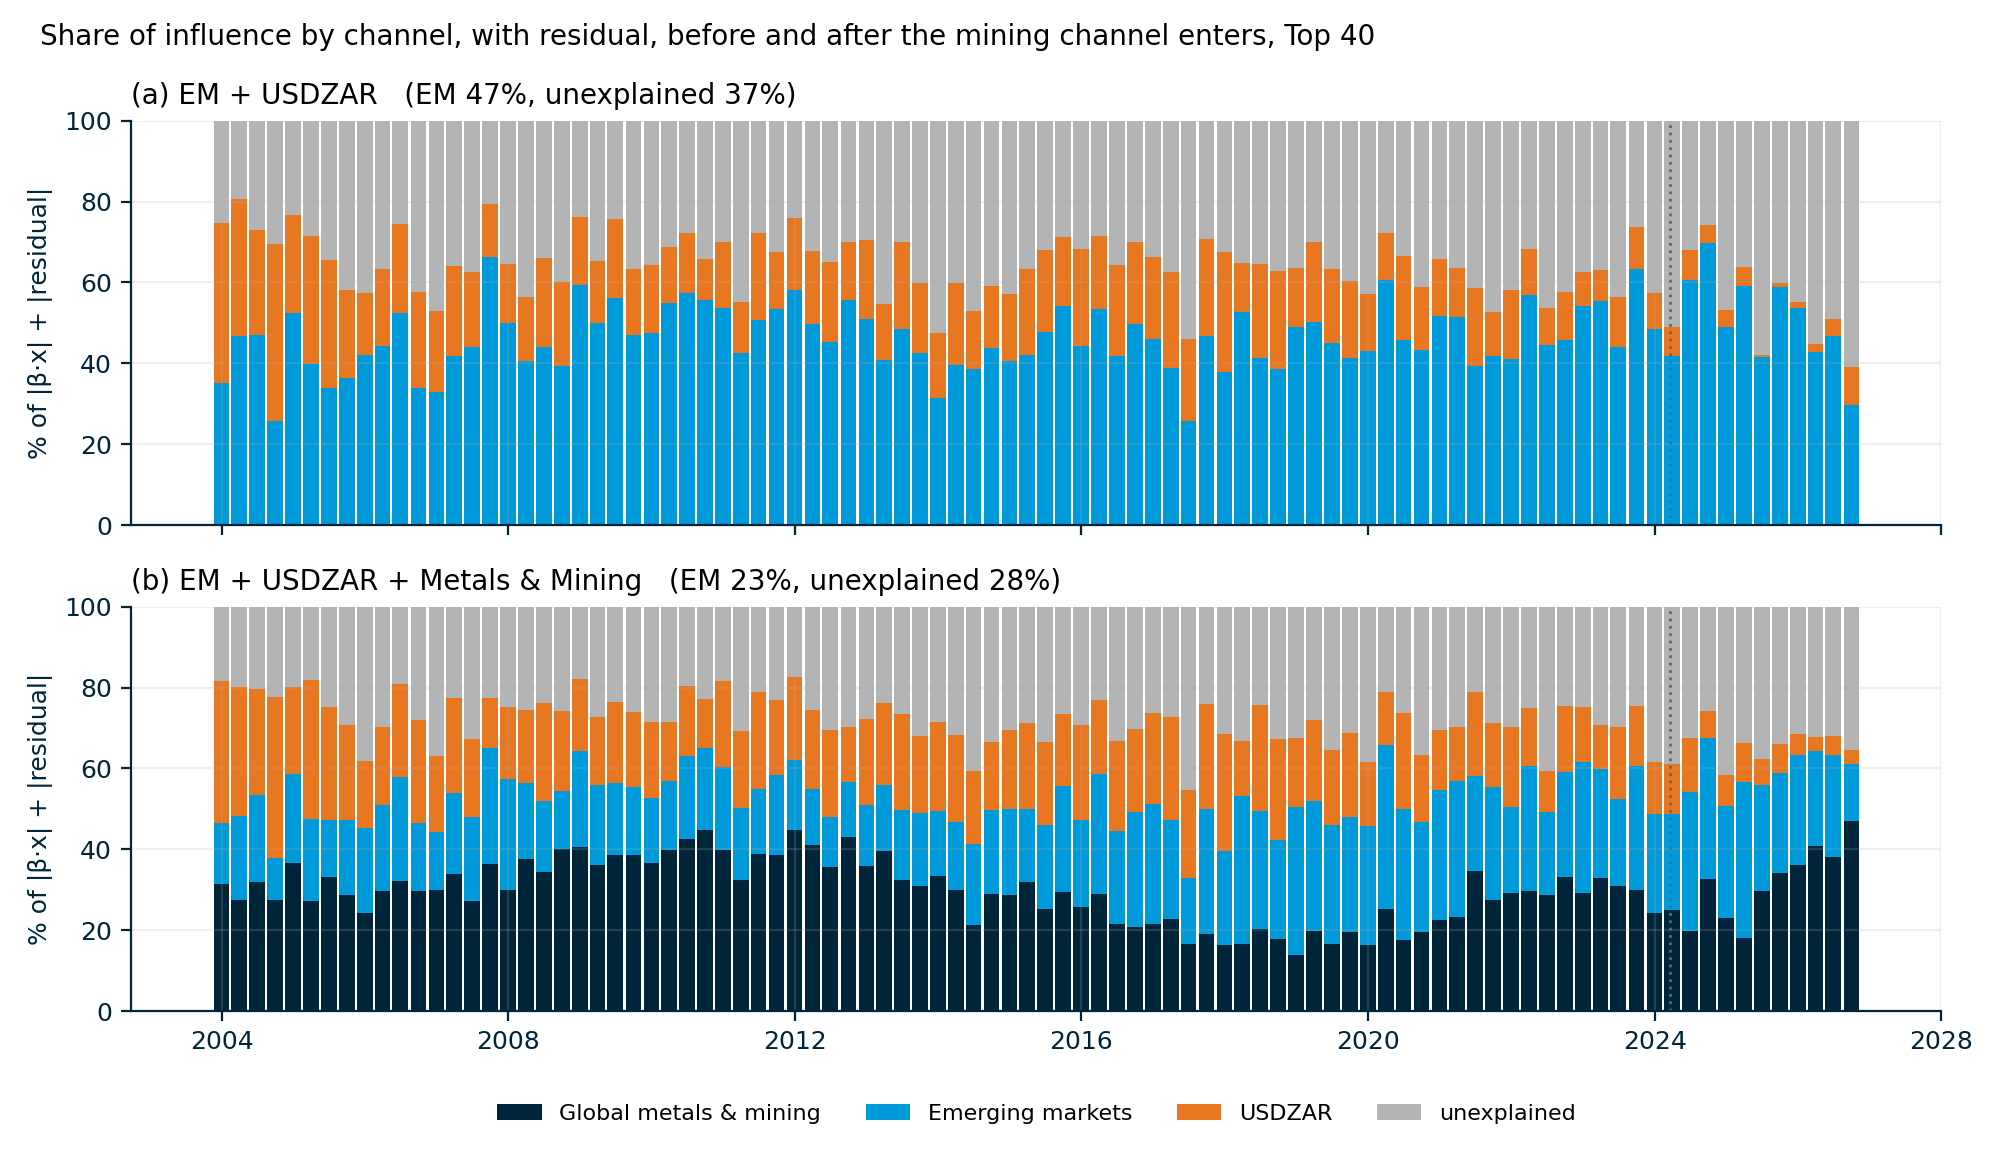 Share of influence by channel, with residual, before and after the mining channel enters, Top 40
(a) EM + USDZAR (EM 47%, unexplained 37%)
100
80
60
40
20
0
% of |β·x| + |residual|
(b) EM + USDZAR + Metals & Mining (EM 23%, unexplained 28%)
100
80
60
40
20
0
% of |β·x| + |residual|
2004 2008 2012 2016 2020 2024 2028
Global metals & mining Emerging markets USDZAR unexplained